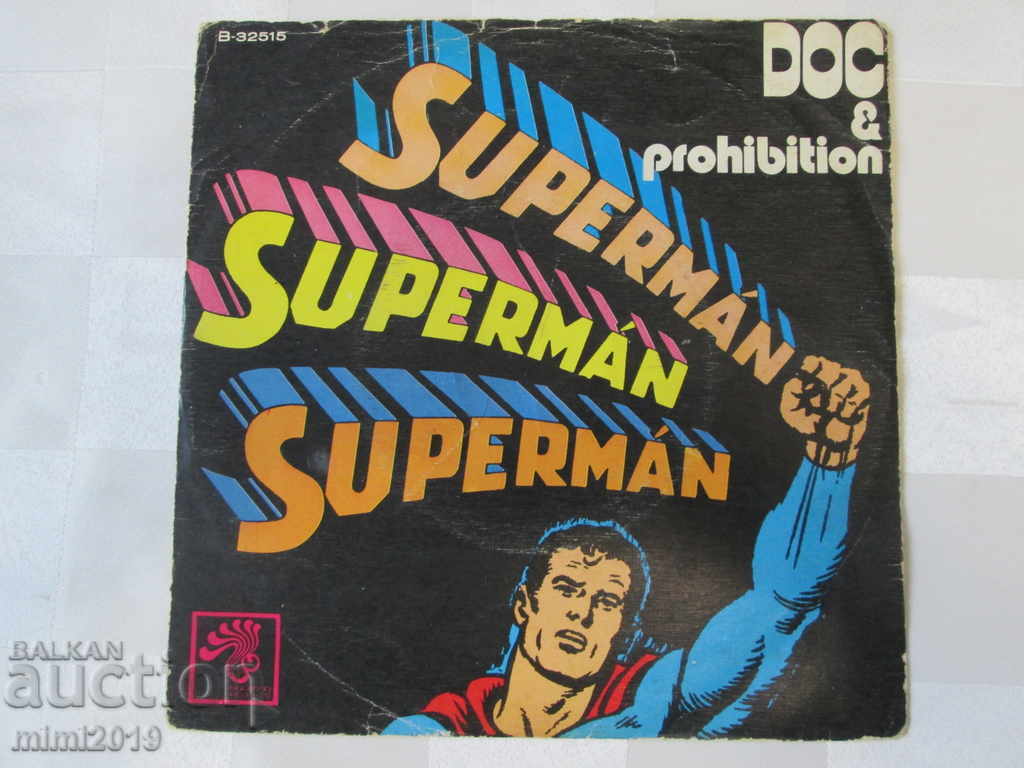 B-32515
DOC
&
prohibition
SUPERMÁN
SUPERMÁN
SUPERMÁN
BALKAN
auction
mimi2019